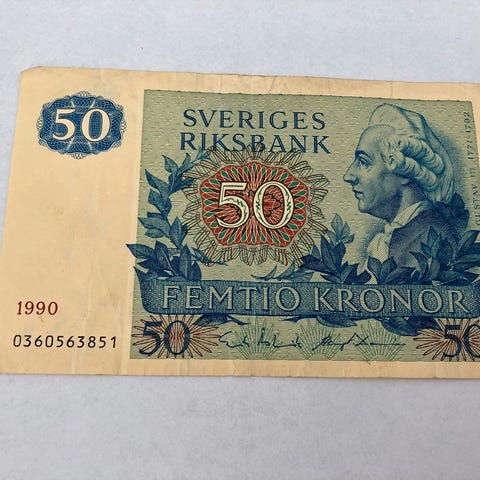 50
SVERIGES
RIKSBANK
50
GUSTAV III 1771-1792
FEMTIO KRONOR
1990
0360563851
50
50